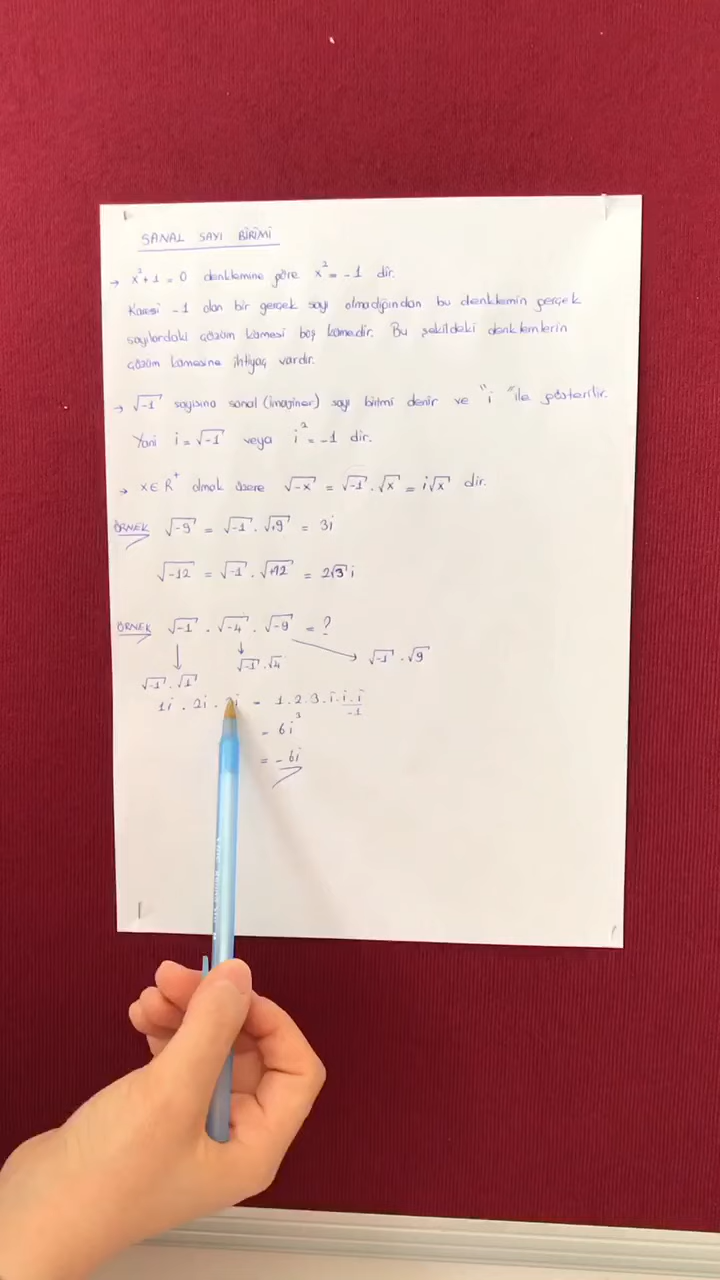 SANAL SAYI BİRİMİ
→ x²+1=0 denklemine göre x²=-1 dir.
Karesi -1 olan bir gerçek sayı olmadığından bu denklemin gerçek
sayılardaki çözüm kümesi boş kümedir. Bu şekildeki denklemlerin
çözüm kümesine ihtiyaç vardır.
→ √-1 sayısına sanal (imajiner) sayı birimi denir ve "i" ile gösterilir.
Yani i=√-1 veya i²=-1 dir.
→ x∈R⁺ olmak üzere √-x = √-1.√x = i√x dir.
ÖRNEK √-9 = √-1.√+9 = 3i
√-12 = √-1.√+12 = 2√3 i
ÖRNEK √-1 . √-4 . √-9 = ?
↓ ↓ → √-1.√9
√-1.√4
√-1.√1
1i . 2i . 3i = 1.2.3.i.i.i
-1
= 6i³
= -6i